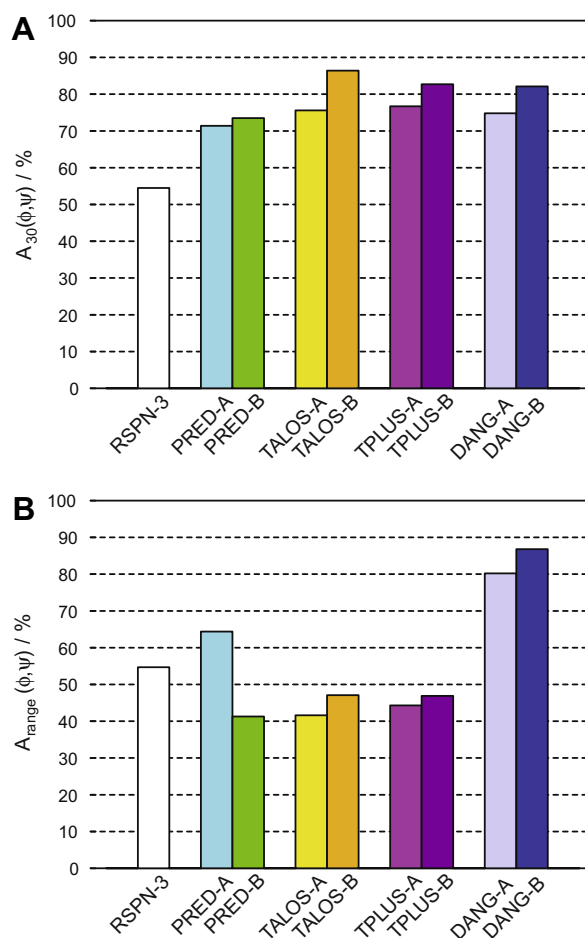 A
100
90
80
70
60
50
40
30
20
10
0
A30(ϕ,ψ) / %
RSPN-3
PRED-A
PRED-B
TALOS-A
TALOS-B
TPLUS-A
TPLUS-B
DANG-A
DANG-B
B
100
90
80
70
60
50
40
30
20
10
0
Arange (ϕ,ψ) / %
RSPN-3
PRED-A
PRED-B
TALOS-A
TALOS-B
TPLUS-A
TPLUS-B
DANG-A
DANG-B